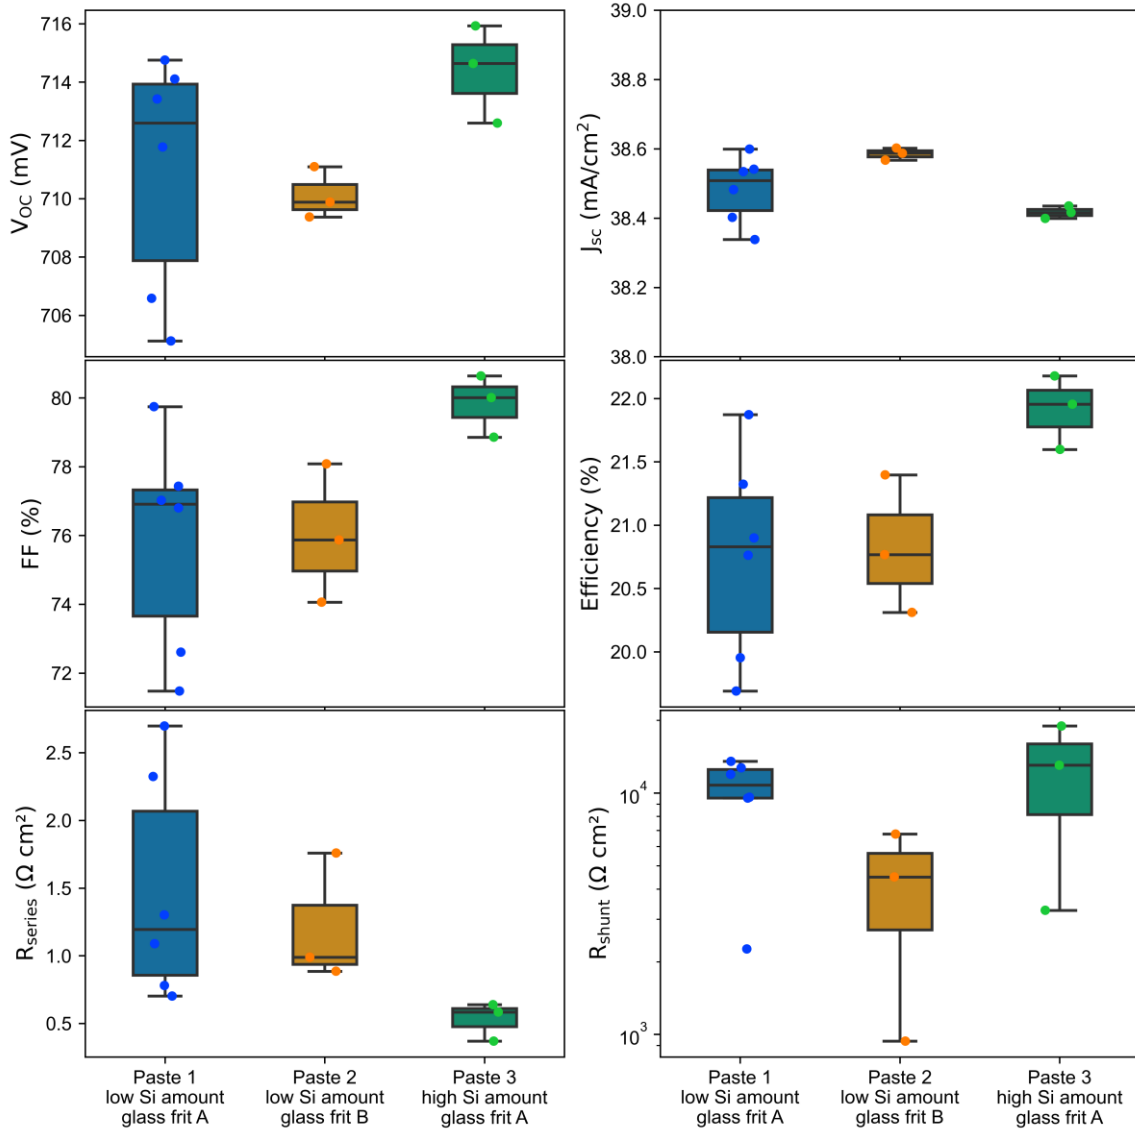 716
714
712
710
708
706
V_OC (mV)
39.0
38.8
38.6
38.4
38.2
38.0
J_sc (mA/cm²)
80
78
76
74
72
FF (%)
22.0
21.5
21.0
20.5
20.0
Efficiency (%)
2.5
2.0
1.5
1.0
0.5
R_series (Ω cm²)
10⁴
10³
R_shunt (Ω cm²)
Paste 1
low Si amount
glass frit A
Paste 2
low Si amount
glass frit B
Paste 3
high Si amount
glass frit A
Paste 1
low Si amount
glass frit A
Paste 2
low Si amount
glass frit B
Paste 3
high Si amount
glass frit A